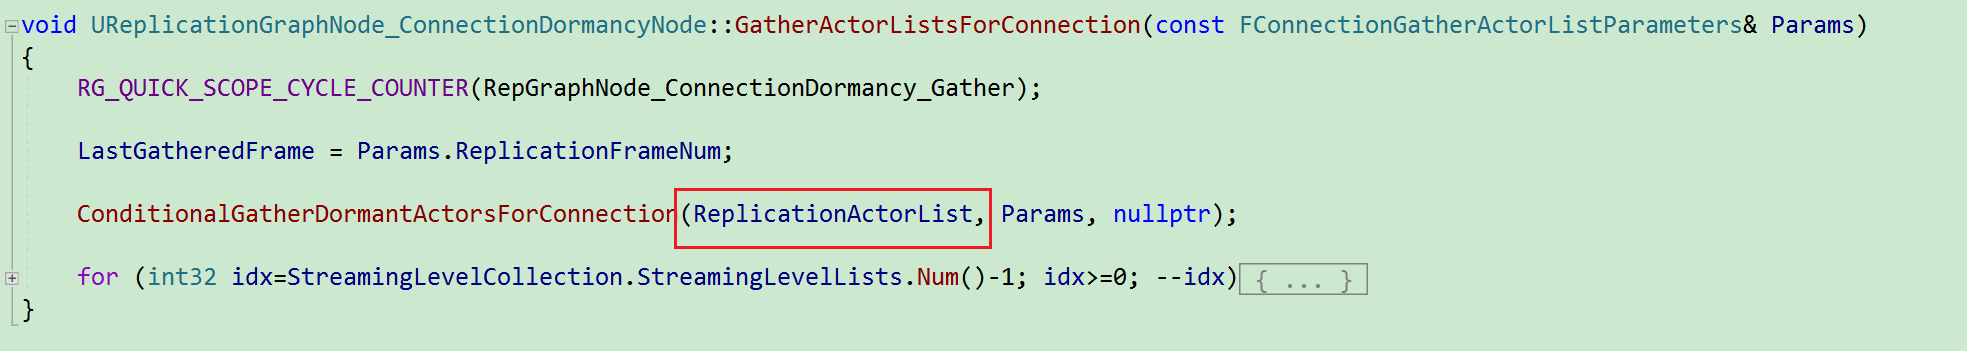 void UReplicationGraphNode_ConnectionDormancyNode::GatherActorListsForConnection(const FConnectionGatherActorListParameters& Params)
{
    RG_QUICK_SCOPE_CYCLE_COUNTER(RepGraphNode_ConnectionDormancy_Gather);
    LastGatheredFrame = Params.ReplicationFrameNum;
    ConditionalGatherDormantActorsForConnection(ReplicationActorList, Params, nullptr);
    for (int32 idx=StreamingLevelCollection.StreamingLevelLists.Num()-1; idx>=0; --idx){ ... }
}